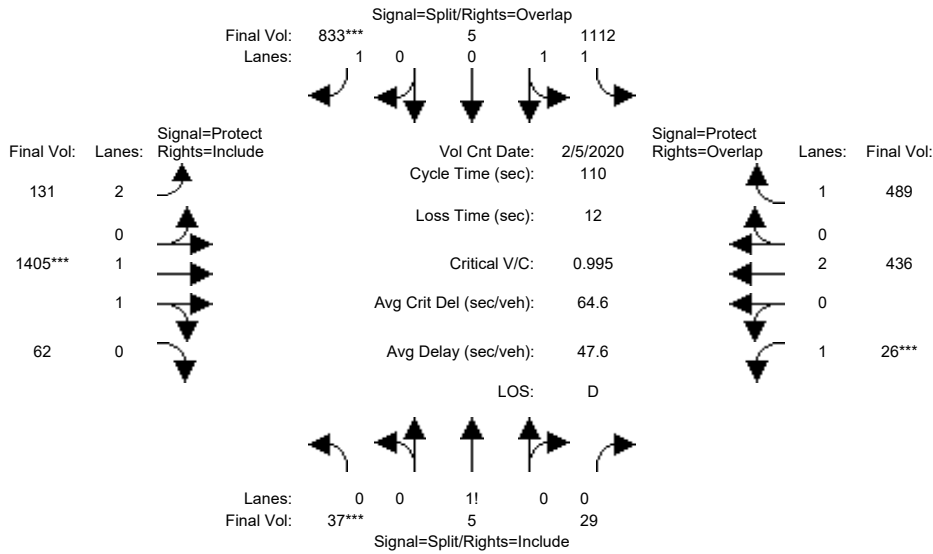 Signal=Split/Rights=Overlap
Final Vol: 833*** 5 1112
Lanes: 1 0 0 1 1
Signal=Protect
Final Vol: Lanes: Rights=Include
Vol Cnt Date: 2/5/2020
Signal=Protect
Rights=Overlap Lanes: Final Vol:
Cycle Time (sec): 110
131 2
1 489
Loss Time (sec): 12
0
0
1405*** 1
Critical V/C: 0.995
2 436
1
Avg Crit Del (sec/veh): 64.6
0
62 0
Avg Delay (sec/veh): 47.6
1 26***
LOS: D
Lanes: 0 0 1! 0 0
Final Vol: 37*** 5 29
Signal=Split/Rights=Include